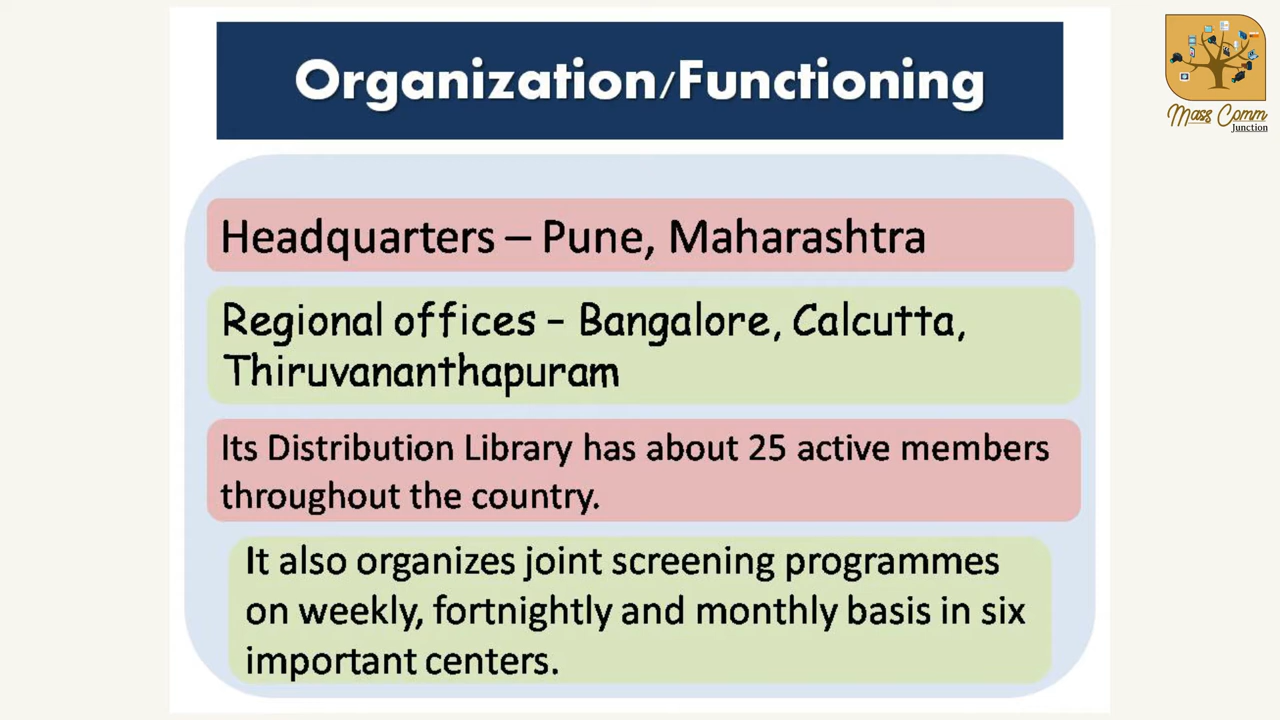 Organization/Functioning
Mass Comm
Junction
Headquarters – Pune, Maharashtra
Regional offices – Bangalore, Calcutta,
Thiruvananthapuram
Its Distribution Library has about 25 active members
throughout the country.
It also organizes joint screening programmes
on weekly, fortnightly and monthly basis in six
important centers.